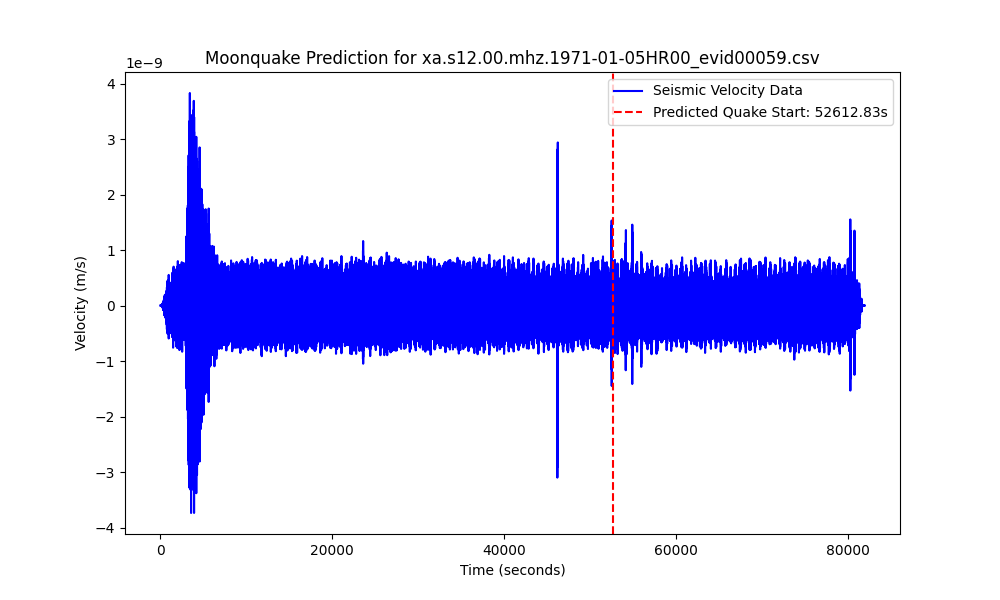 Moonquake Prediction for xa.s12.00.mhz.1971-01-05HR00_evid00059.csv
1e−9
Seismic Velocity Data
Predicted Quake Start: 52612.83s
4
3
2
1
0
−1
−2
−3
−4
Velocity (m/s)
0 20000 40000 60000 80000
Time (seconds)